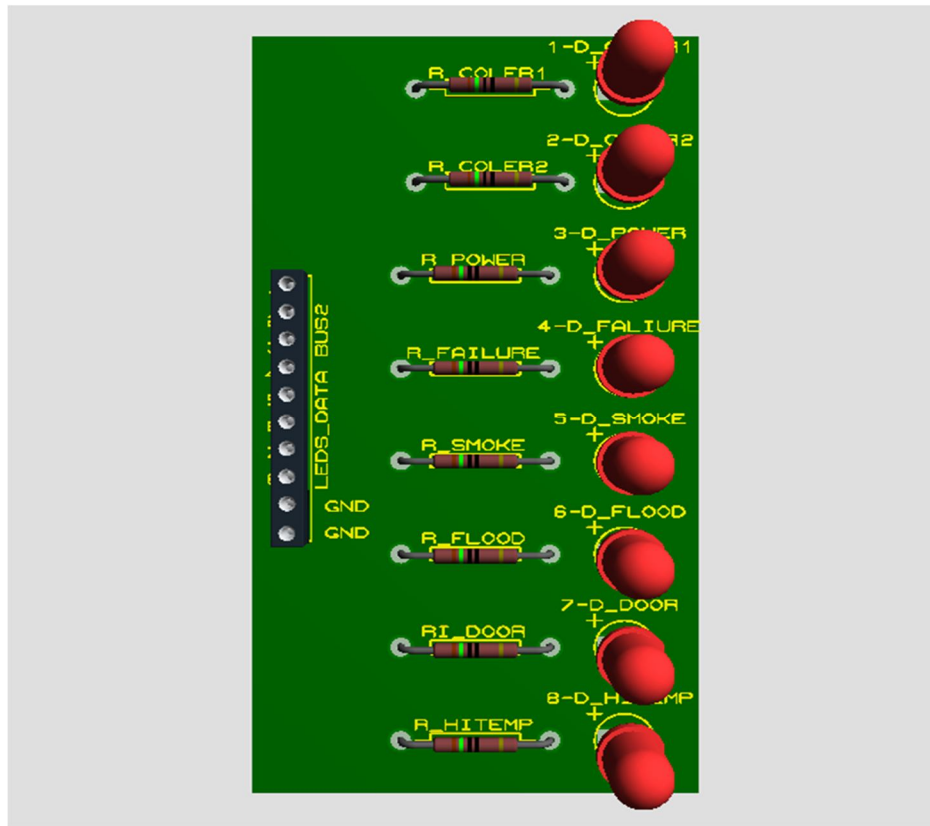 R_COLER1
R_COLER2
3-D_POWER
R_POWER
4-D_FALIURE
R_FAILURE
LEDS_DATA BUS2
5-D_SMOKE
R_SMOKE
GND
6-D_FLOOD
GND
R_FLOOD
7-D_DOOR
RI_DOOR
R_HITEMP